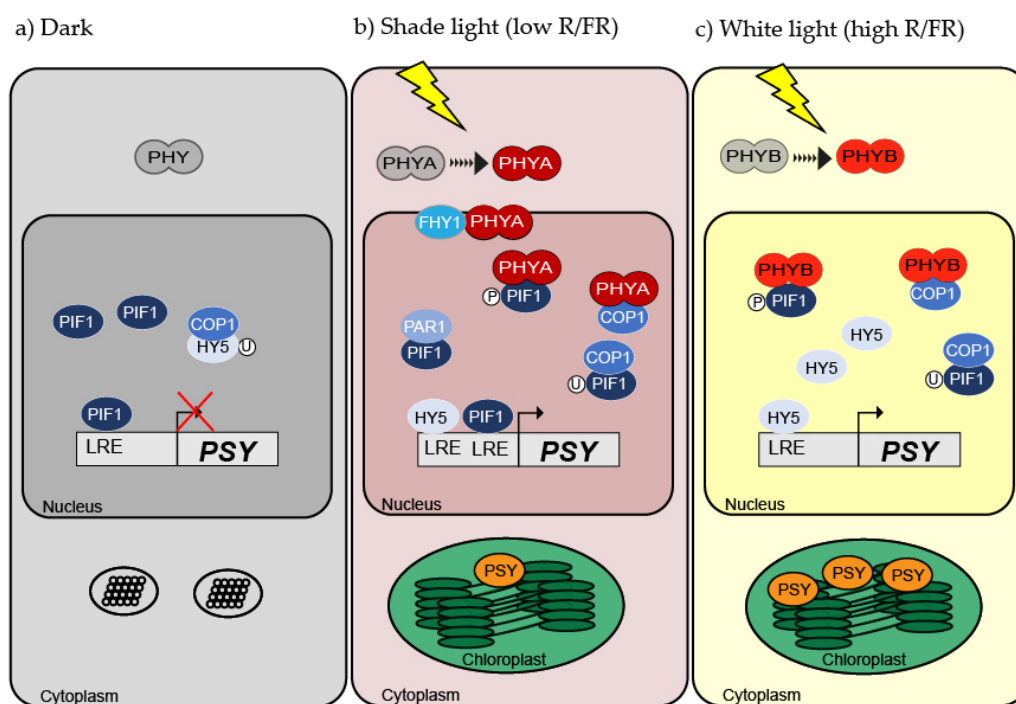 a) Dark
b) Shade light (low R/FR)
c) White light (high R/FR)
PHY
PIF1
PIF1
COP1
HY5
U
PIF1
LRE
PSY
Nucleus
Cytoplasm
PHYA
PHYA
FHY1
PHYA
PHYA
P
PIF1
PHYA
COP1
PAR1
PIF1
COP1
U
PIF1
HY5
PIF1
LRE LRE
PSY
Nucleus
PSY
Chloroplast
Cytoplasm
PHYB
PHYB
PHYB
P
PIF1
PHYB
COP1
HY5
HY5
COP1
U
PIF1
HY5
LRE
PSY
Nucleus
PSY
PSY
PSY
Chloroplast
Cytoplasm